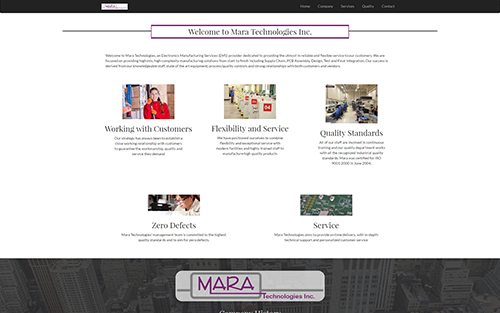 MARA
Home Company Services Quality Contact
Welcome to Mara Technologies Inc.
Welcome to Mara Technologies, an Electronics Manufacturing Services (EMS) provider dedicated to providing the utmost in reliable and flexible service to our customers. We are
focused on providing high mix, high complexity manufacturing solutions from start to finish including Supply Chain, PCB Assembly, Design, Test and Final Integration. Our success is
derived from our knowledgeable staff, state of the art equipment, process/quality controls and strong relationships with both customers and vendors.
Working with Customers
Our strategy has always been to establish a
close working relationship with customers
to guarantee the workmanship, quality and
service they demand
Flexibility and Service
We have positioned ourselves to combine
flexibility and exceptional service with
modern facilities and highly trained staff to
manufacture high quality products
Quality Standards
All of our staff are involved in continuous
training and our quality department works
with all the recognized industrial quality
standards. Mara was certified for ISO
9001:2000 in June 2004.
Zero Defects
Mara Technologies' management team is committed to the highest
quality standards and to aim for zero defects.
Service
Mara Technologies aims to provide on time delivery, with in depth
technical support and personalized customer service
MARA
Technologies Inc.
Company History